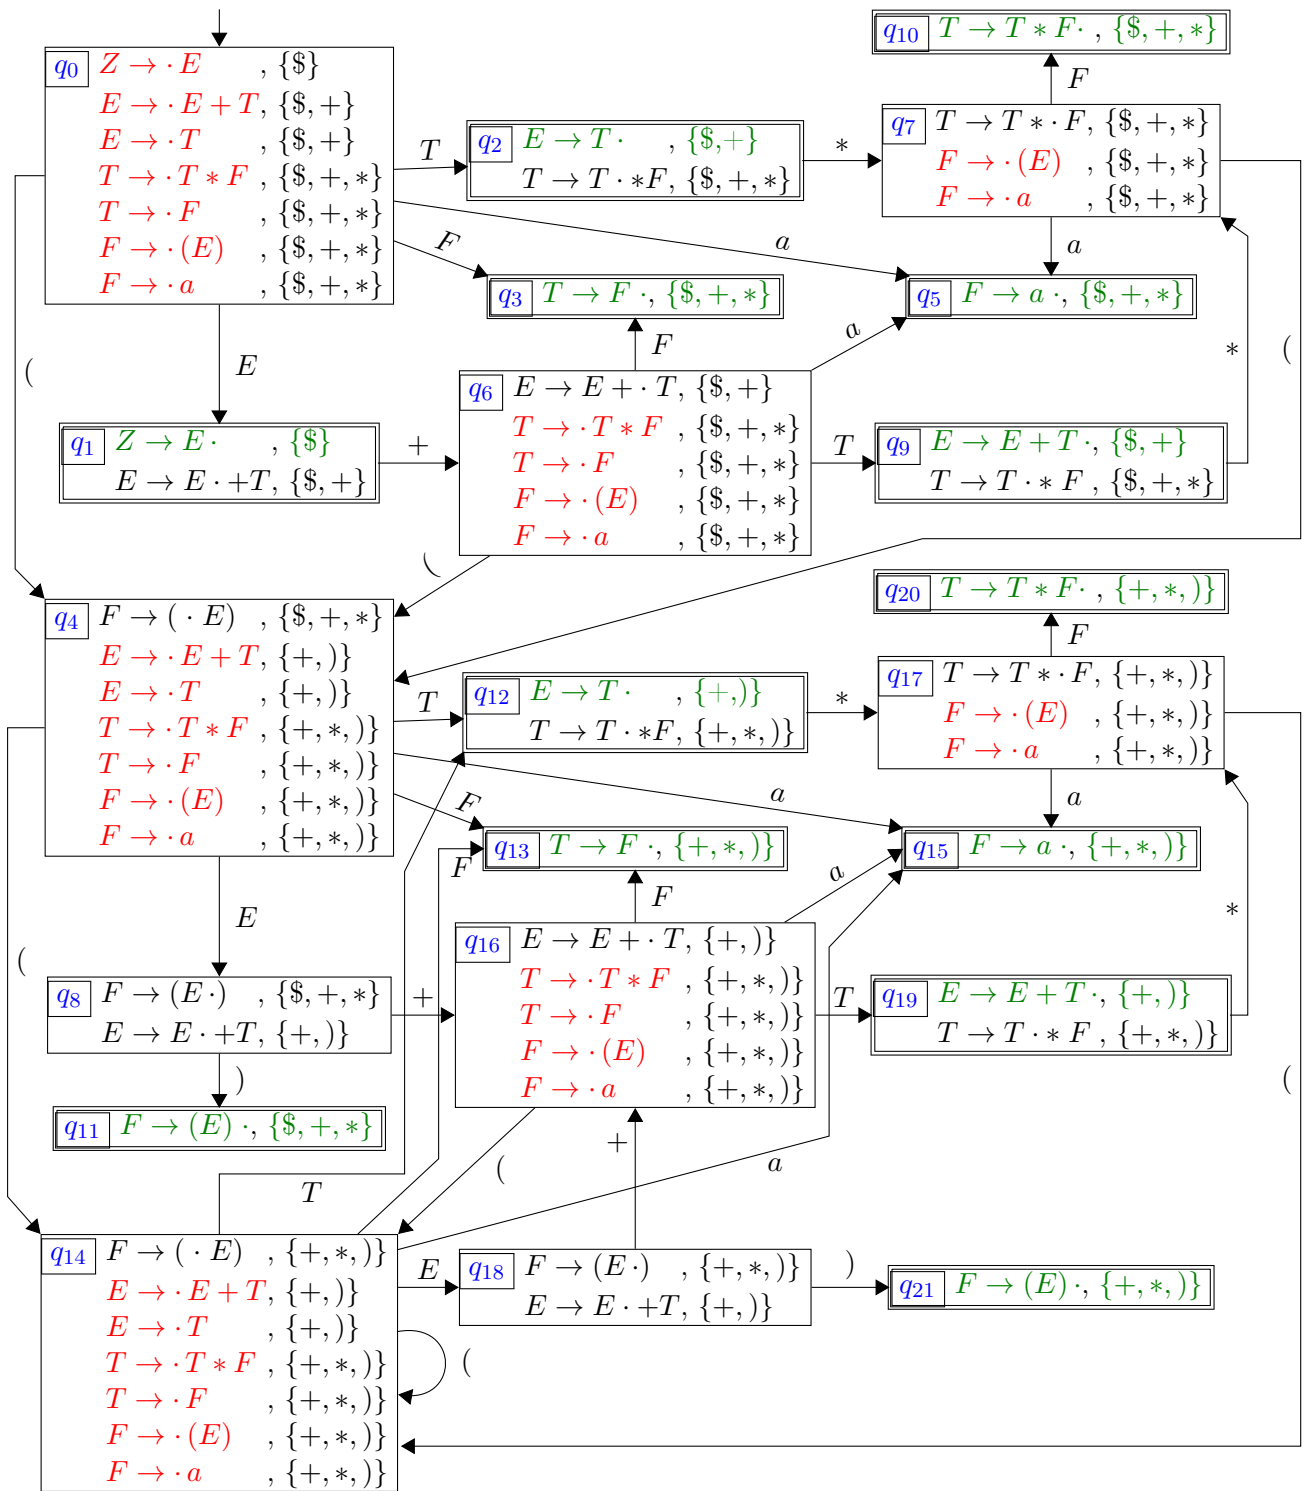 q0 Z → · E , {$}
E → · E + T, {$, +}
E → · T , {$, +}
T → · T ∗ F , {$, +, ∗}
T → · F , {$, +, ∗}
F → · (E) , {$, +, ∗}
F → · a , {$, +, ∗}
T
q2 E → T · , {$,+}
T → T · ∗F, {$, +, ∗}
∗
q10 T → T ∗ F· , {$, +, ∗}
F
q7 T → T ∗ · F, {$, +, ∗}
F → · (E) , {$, +, ∗}
F → · a , {$, +, ∗}
a
F
a
q3 T → F ·, {$, +, ∗}
q5 F → a ·, {$, +, ∗}
(
E
F
a
∗
(
q1 Z → E · , {$}
E → E · +T, {$, +}
+
q6 E → E + · T, {$, +}
T → · T ∗ F , {$, +, ∗}
T → · F , {$, +, ∗}
F → · (E) , {$, +, ∗}
F → · a , {$, +, ∗}
T
q9 E → E + T ·, {$, +}
T → T · ∗ F , {$, +, ∗}
(
q4 F → ( · E) , {$, +, ∗}
E → · E + T, {+, )}
E → · T , {+, )}
T → · T ∗ F , {+, ∗, )}
T → · F , {+, ∗, )}
F → · (E) , {+, ∗, )}
F → · a , {+, ∗, )}
T
q12 E → T · , {+,)}
T → T · ∗F, {+, ∗, )}
∗
q20 T → T ∗ F· , {+, ∗, )}
F
q17 T → T ∗ · F, {+, ∗, )}
F → · (E) , {+, ∗, )}
F → · a , {+, ∗, )}
a
F
a
q13 T → F ·, {+, ∗, )}
q15 F → a ·, {+, ∗, )}
F
a
F
E
∗
(
q8 F → (E ·) , {$, +, ∗}
E → E · +T, {+, )}
+
q16 E → E + · T, {+, )}
T → · T ∗ F , {+, ∗, )}
T → · F , {+, ∗, )}
F → · (E) , {+, ∗, )}
F → · a , {+, ∗, )}
T
q19 E → E + T ·, {+, )}
T → T · ∗ F , {+, ∗, )}
)
(
q11 F → (E) ·, {$, +, ∗}
+
T
(
a
q14 F → ( · E) , {+, ∗, )}
E → · E + T, {+, )}
E → · T , {+, )}
T → · T ∗ F , {+, ∗, )}
T → · F , {+, ∗, )}
F → · (E) , {+, ∗, )}
F → · a , {+, ∗, )}
E
q18 F → (E ·) , {+, ∗, )}
E → E · +T, {+, )}
)
q21 F → (E) ·, {+, ∗, )}
(